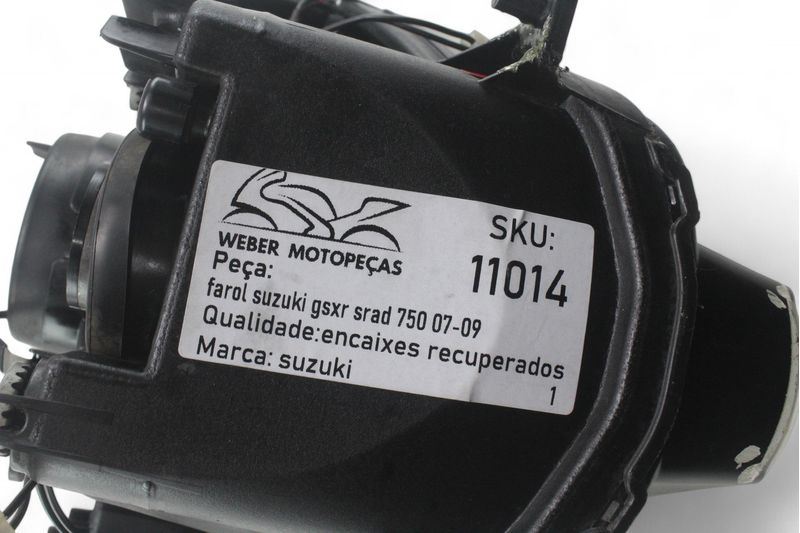 WEBER MOTOPEÇAS
SKU:
11014
Peça:
farol suzuki gsxr srad 750 07-09
Qualidade:encaixes recuperados
Marca: suzuki
1